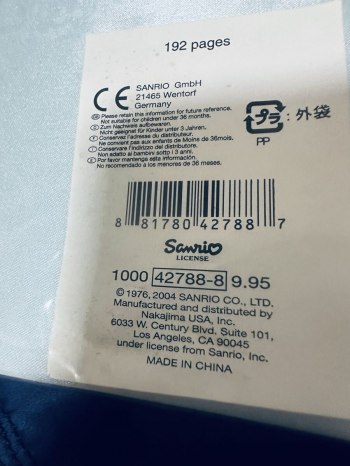 192 pages
CE SANRIO GmbH
21465 Wentorf
Germany
Please retain this information for future reference.
Not suitable for children under 36 months.
Zum Nachweis aufbewaren.
Nicht geeignet für Kinder unter 3 Jahren.
Conservez l'adresse du distributeur.
Ne convient pas aux enfants de Moins de 36mois.
Conservare l'indirizzo del distributore.
Non adatto ai bambini sotto i 3 anni.
Por favor mantenga esta información.
No recomendado a los menores de 36 meses.
プラ : 外袋
PP
8 81780 42788 7
Sanrio
LICENSE
1000 42788-8 9.95
© 1976, 2004 SANRIO CO., LTD.
Manufactured and distributed by
Nakajima USA, Inc.
6033 W. Century Blvd. Suite 101,
Los Angeles, CA 90045
under license from Sanrio, Inc.
MADE IN CHINA